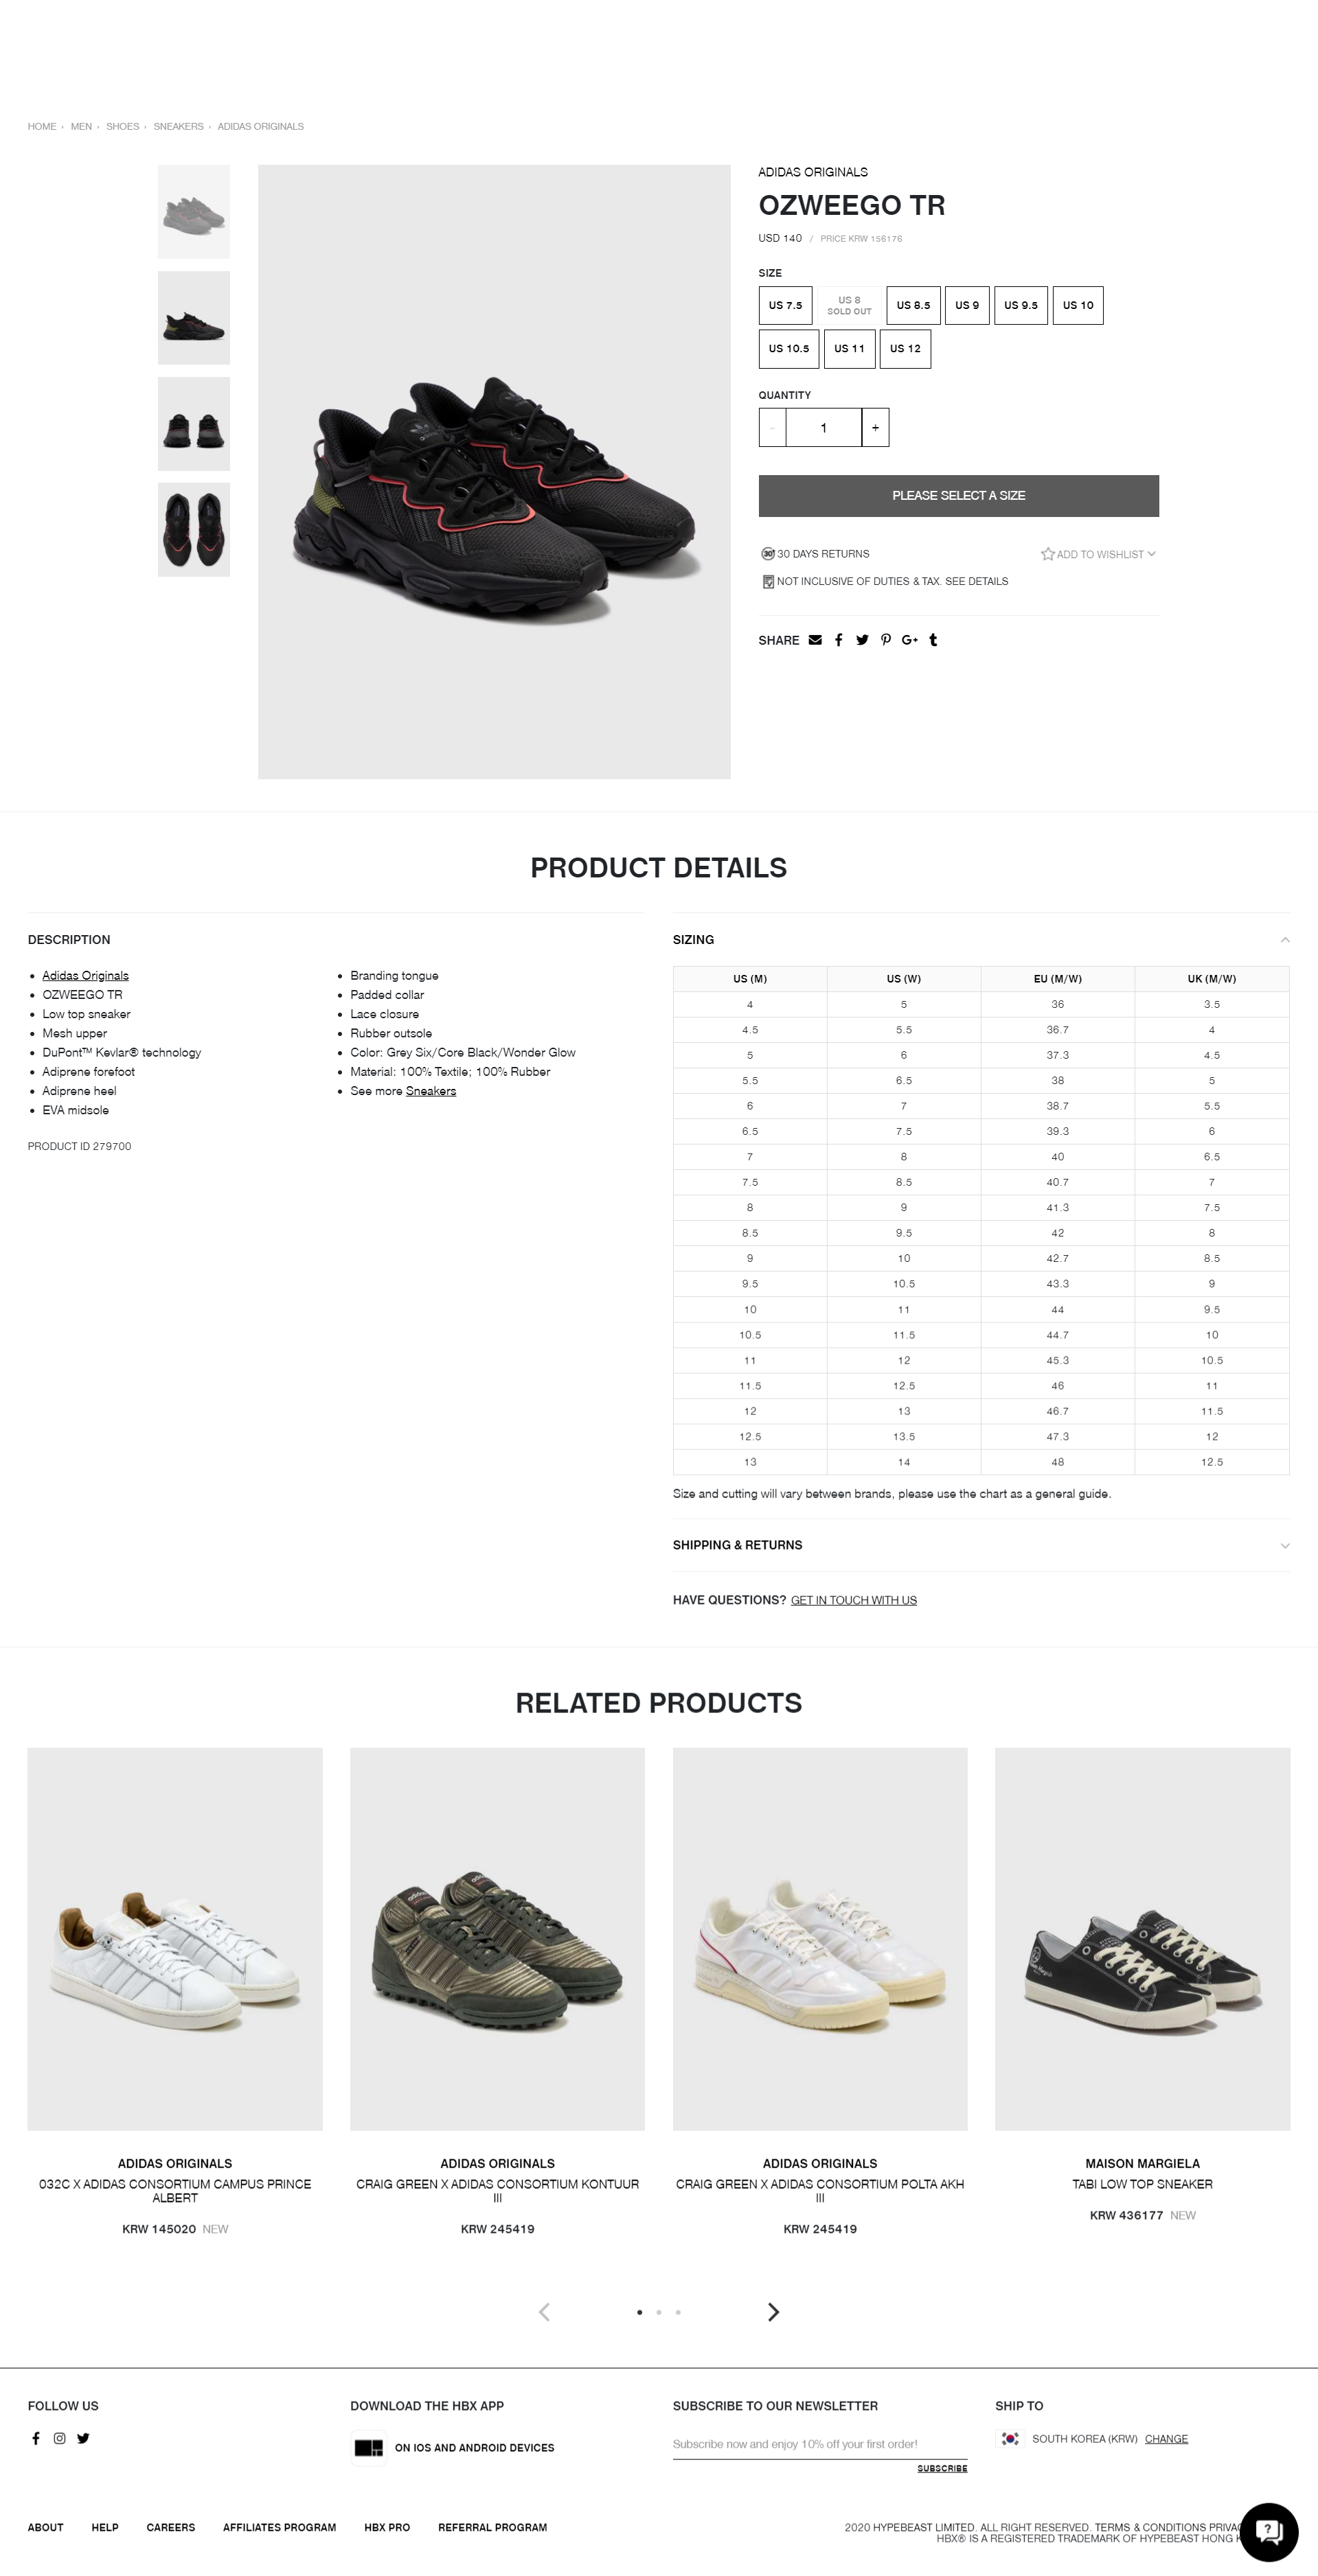 HOME › MEN › SHOES › SNEAKERS › ADIDAS ORIGINALS
ADIDAS ORIGINALS
OZWEEGO TR
USD 140 / PRICE KRW 156176
SIZE
US 7.5
US 8
SOLD OUT
US 8.5
US 9
US 9.5
US 10
US 10.5
US 11
US 12
QUANTITY
- 1 +
PLEASE SELECT A SIZE
30 DAYS RETURNS
ADD TO WISHLIST
NOT INCLUSIVE OF DUTIES & TAX. SEE DETAILS
SHARE
PRODUCT DETAILS
DESCRIPTION
• Adidas Originals
• OZWEEGO TR
• Low top sneaker
• Mesh upper
• DuPont™ Kevlar® technology
• Adiprene forefoot
• Adiprene heel
• EVA midsole
• Branding tongue
• Padded collar
• Lace closure
• Rubber outsole
• Color: Grey Six/Core Black/Wonder Glow
• Material: 100% Textile; 100% Rubber
• See more Sneakers
PRODUCT ID 279700
SIZING
US (M) US (W) EU (M/W) UK (M/W)
4 5 36 3.5
4.5 5.5 36.7 4
5 6 37.3 4.5
5.5 6.5 38 5
6 7 38.7 5.5
6.5 7.5 39.3 6
7 8 40 6.5
7.5 8.5 40.7 7
8 9 41.3 7.5
8.5 9.5 42 8
9 10 42.7 8.5
9.5 10.5 43.3 9
10 11 44 9.5
10.5 11.5 44.7 10
11 12 45.3 10.5
11.5 12.5 46 11
12 13 46.7 11.5
12.5 13.5 47.3 12
13 14 48 12.5
Size and cutting will vary between brands, please use the chart as a general guide.
SHIPPING & RETURNS
HAVE QUESTIONS? GET IN TOUCH WITH US
RELATED PRODUCTS
ADIDAS ORIGINALS
032C X ADIDAS CONSORTIUM CAMPUS PRINCE
ALBERT
KRW 145020 NEW
ADIDAS ORIGINALS
CRAIG GREEN X ADIDAS CONSORTIUM KONTUUR
III
KRW 245419
ADIDAS ORIGINALS
CRAIG GREEN X ADIDAS CONSORTIUM POLTA AKH
III
KRW 245419
MAISON MARGIELA
TABI LOW TOP SNEAKER
KRW 436177 NEW
FOLLOW US
DOWNLOAD THE HBX APP
ON IOS AND ANDROID DEVICES
SUBSCRIBE TO OUR NEWSLETTER
Subscribe now and enjoy 10% off your first order!
SUBSCRIBE
SHIP TO
SOUTH KOREA (KRW) CHANGE
ABOUT HELP CAREERS AFFILIATES PROGRAM HBX PRO REFERRAL PROGRAM
2020 HYPEBEAST LIMITED. ALL RIGHT RESERVED. TERMS & CONDITIONS
HBX® IS A REGISTERED TRADEMARK OF HYPEBEAST HONG